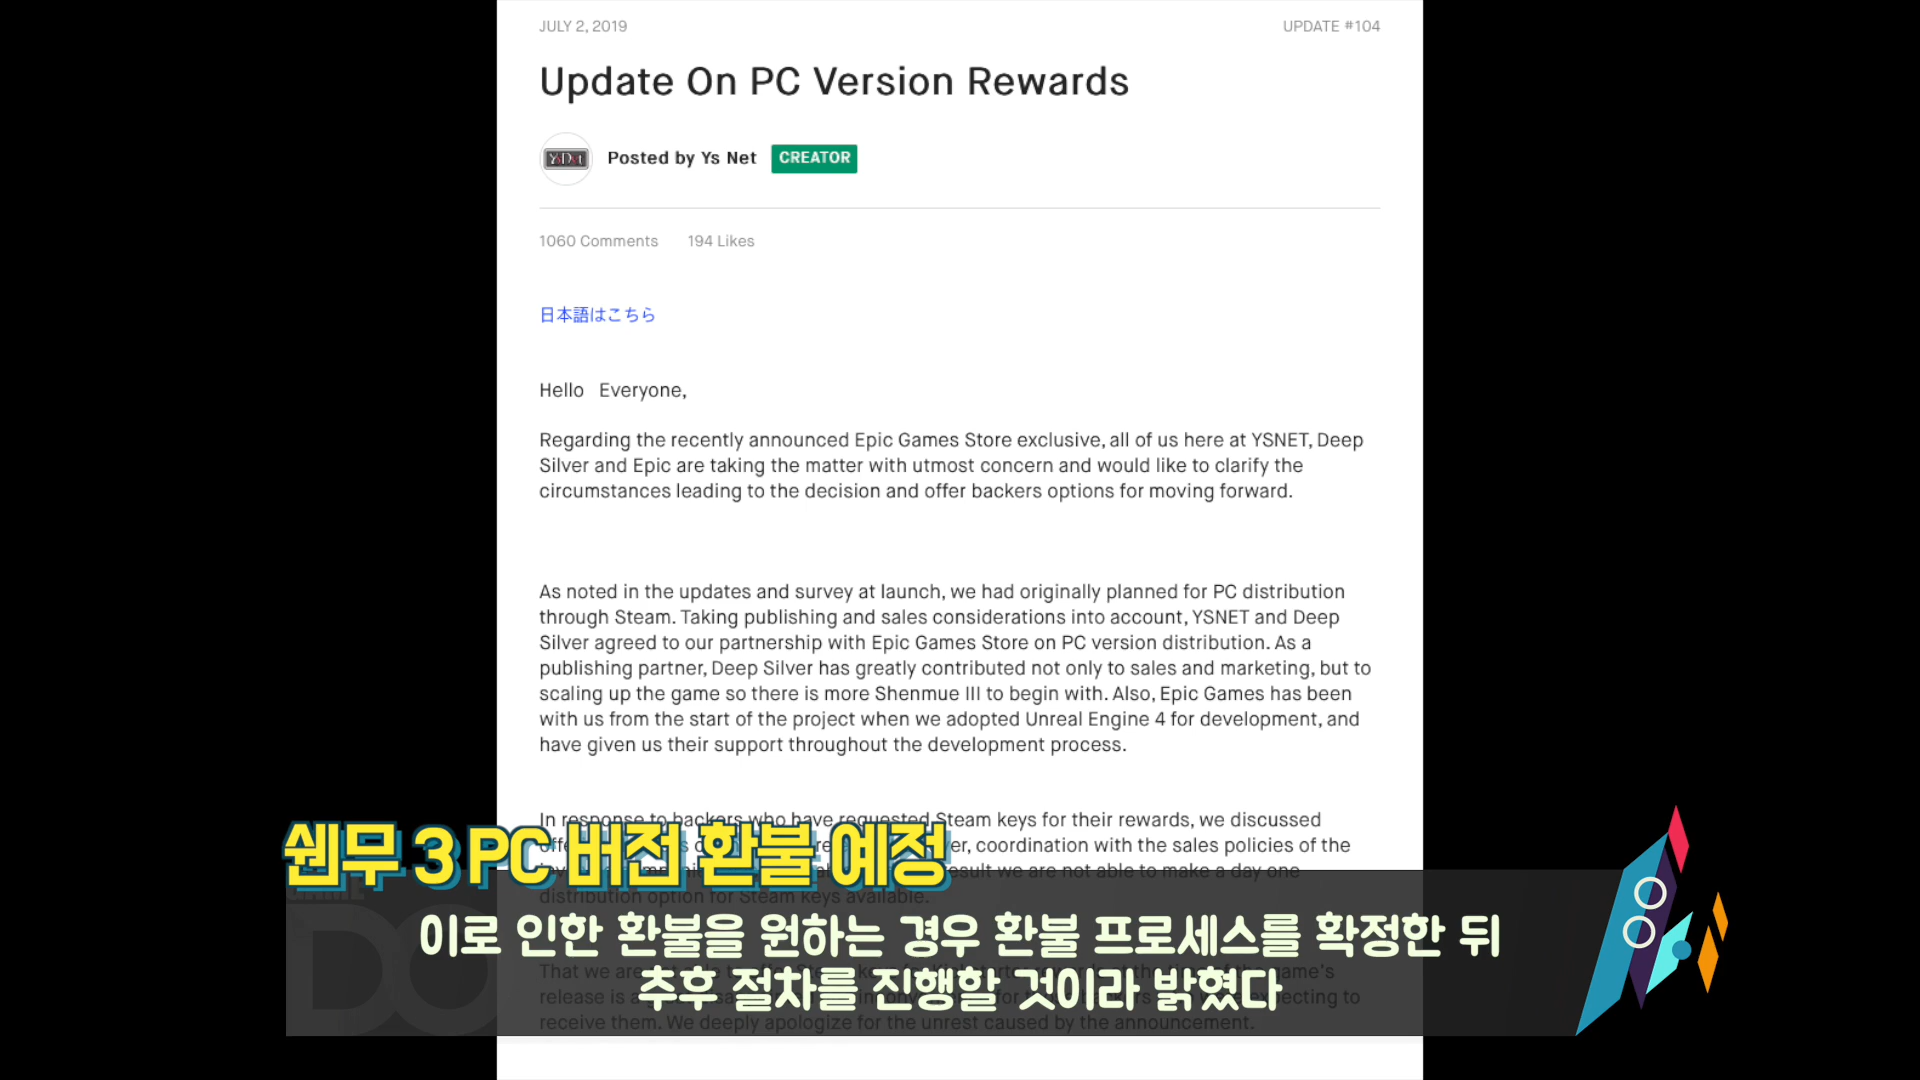 JULY 2, 2019
UPDATE #104
Update On PC Version Rewards
Posted by Ys Net
CREATOR
1060 Comments 194 Likes
日本語はこちら
Hello Everyone,
Regarding the recently announced Epic Games Store exclusive, all of us here at YSNET, Deep
Silver and Epic are taking the matter with utmost concern and would like to clarify the
circumstances leading to the decision and offer backers options for moving forward.
As noted in the updates and survey at launch, we had originally planned for PC distribution
through Steam. Taking publishing and sales considerations into account, YSNET and Deep
Silver agreed to our partnership with Epic Games Store on PC version distribution. As a
publishing partner, Deep Silver has greatly contributed not only to sales and marketing, but to
scaling up the game so there is more Shenmue III to begin with. Also, Epic Games has been
with us from the start of the project when we adopted Unreal Engine 4 for development, and
have given us their support throughout the development process.
In response to backers who have requested Steam keys for their rewards, we discussed
coordination with the sales policies of the
we are not able to make a day one
distribution option for Steam keys available.
쉔무 3 PC 버전 환불 예정
이로 인한 환불을 원하는 경우 환불 프로세스를 확정한 뒤
추후 절차를 진행할 것이라 밝혔다
That we are
release is a
receive them. We deeply apologize for the unrest caused by the announcement.